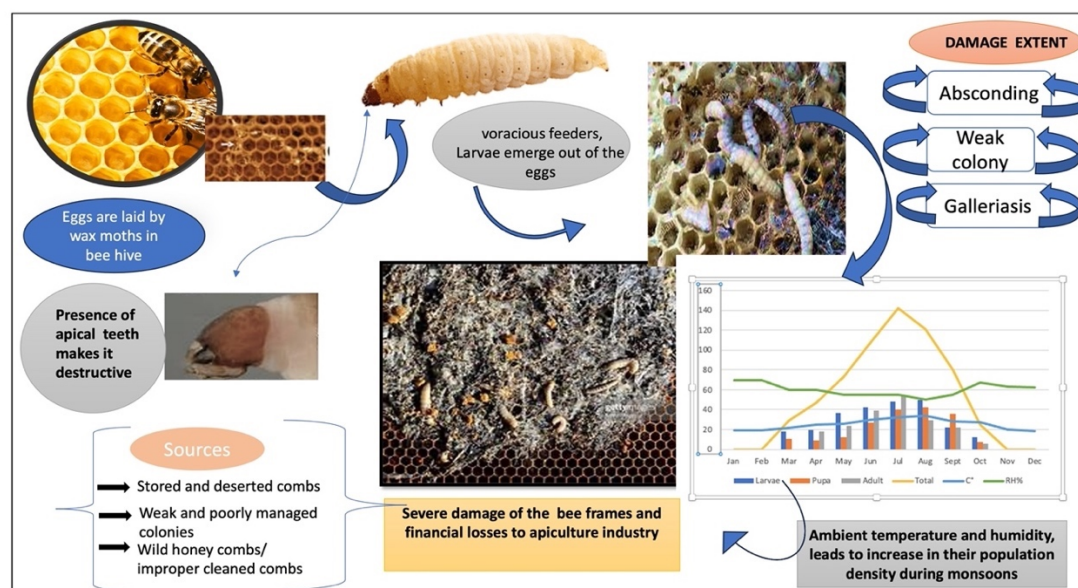 DAMAGE EXTENT
Absconding
Weak
colony
Galleriasis
voracious feeders,
Larvae emerge out of the
eggs
Eggs are laid by
wax moths in
bee hive
Presence of
apical teeth
makes it
destructive
Sources
Stored and deserted combs
Weak and poorly managed
colonies
Wild honey combs/
improper cleaned combs
gettyimages
Severe damage of the bee frames and
financial losses to apiculture industry
160
140
120
100
80
60
40
20
0
Jan Feb Mar Apr May Jun Jul Aug Sept Oct Nov Dec
Larvae Pupa Adult Total C° RH%
Ambient temperature and humidity,
leads to increase in their population
density during monsoons